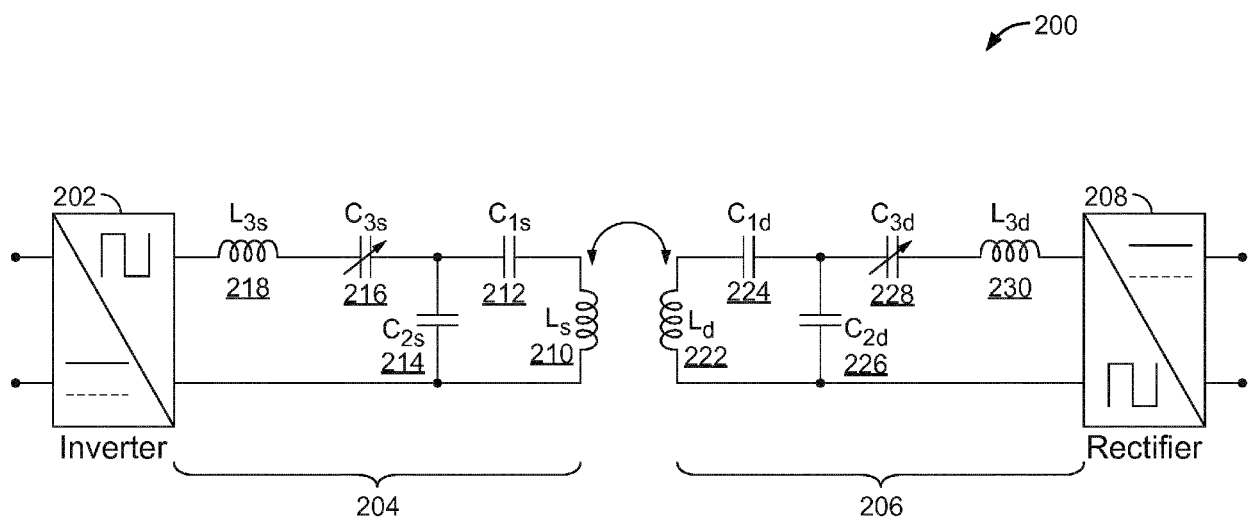 200
202
L3s
218
C3s
216
C1s
212
C2s
214
Ls
210
Ld
222
C1d
224
C2d
226
C3d
228
L3d
230
208
Inverter
Rectifier
204
206